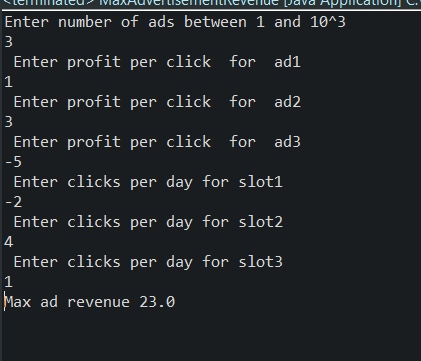 <terminated> MaxAdvertisementRevenue [Java Application] C:
Enter number of ads between 1 and 10^3
3
Enter profit per click  for  ad1
1
Enter profit per click  for  ad2
3
Enter profit per click  for  ad3
-5
Enter clicks per day for slot1
-2
Enter clicks per day for slot2
4
Enter clicks per day for slot3
1
Max ad revenue 23.0